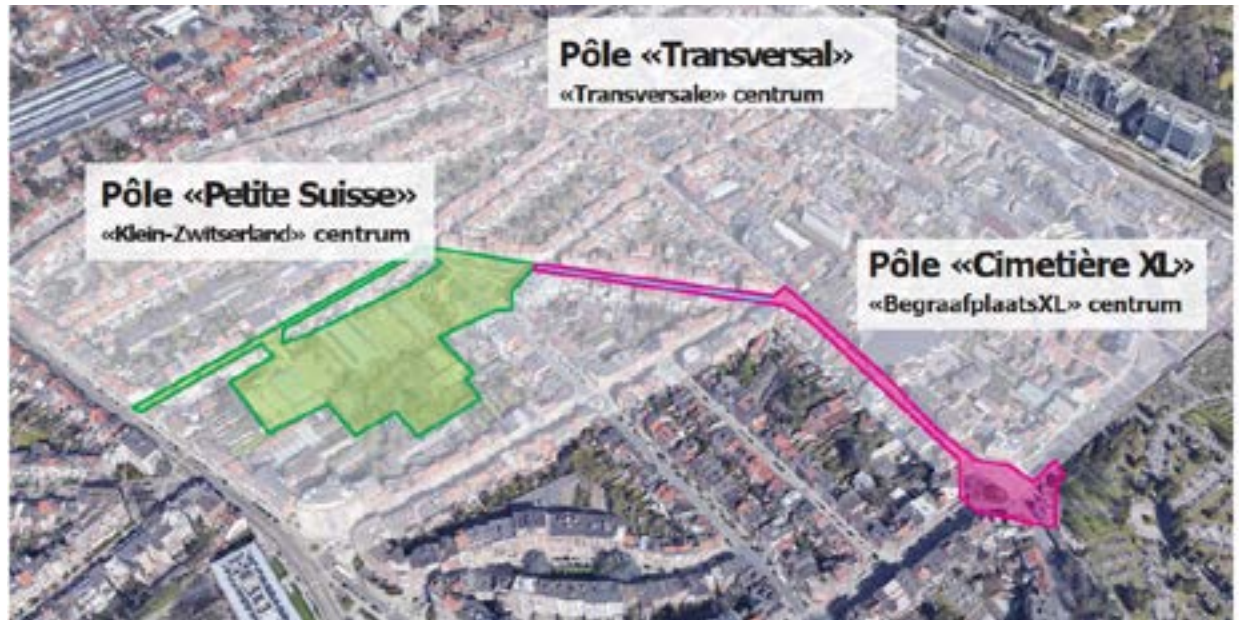 Pôle «Transversal»
«Transversale» centrum
Pôle «Petite Suisse»
«Klein-Zwitserland» centrum
Pôle «Cimetière XL»
«BegraafplaatsXL» centrum